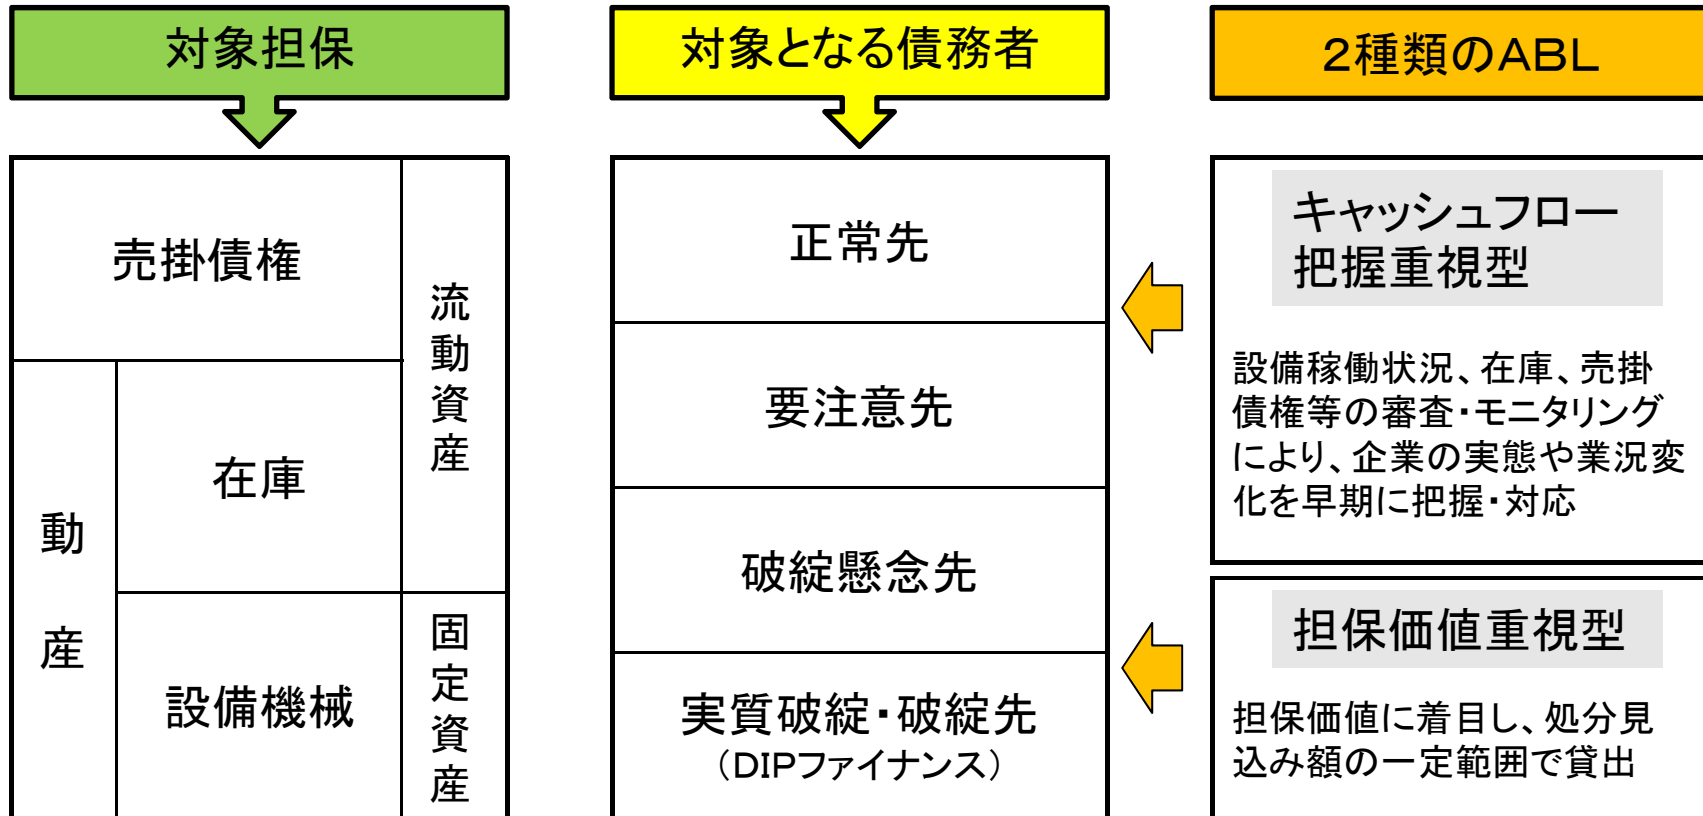 対象担保
対象となる債務者
2種類のABL
売掛債権
流動資産
動産
在庫
設備機械
固定資産
正常先
要注意先
破綻懸念先
実質破綻・破綻先
（DIPファイナンス）
キャッシュフロー
把握重視型
設備稼働状況、在庫、売掛
債権等の審査・モニタリング
により、企業の実態や業況変
化を早期に把握・対応
担保価値重視型
担保価値に着目し、処分見
込み額の一定範囲で貸出